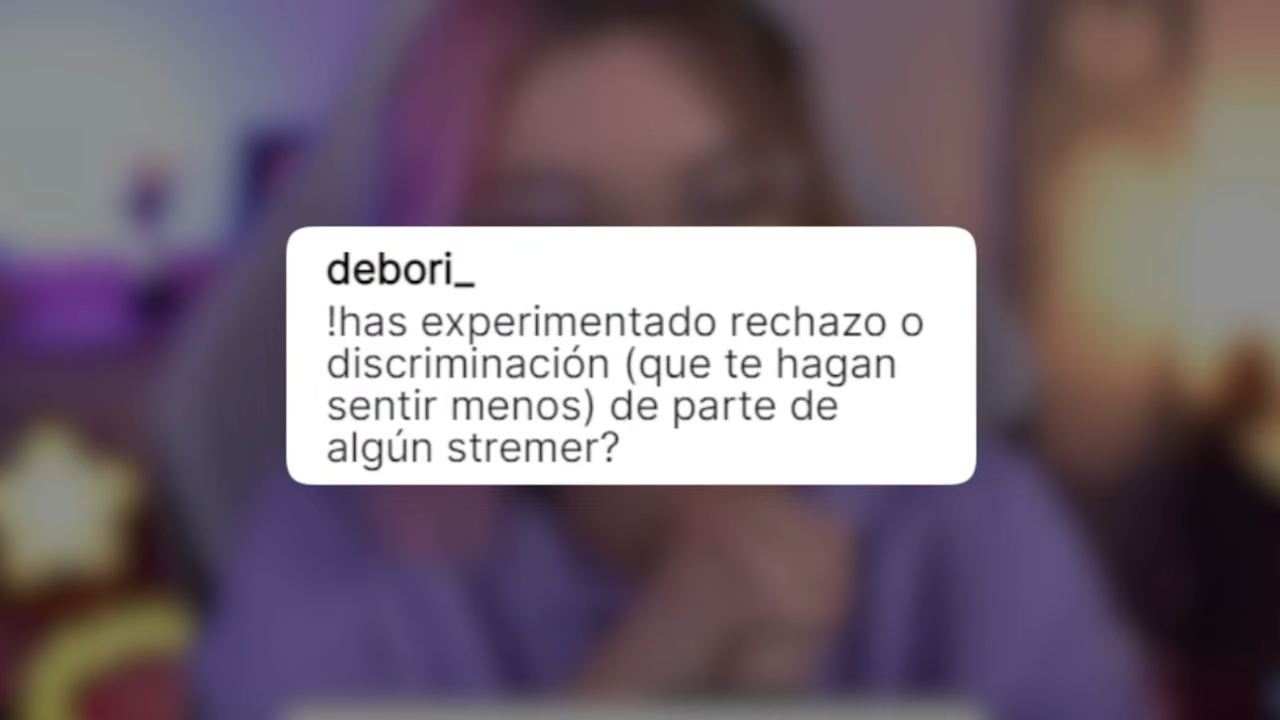 debori_
!has experimentado rechazo o
discriminación (que te hagan
sentir menos) de parte de
algún stremer?